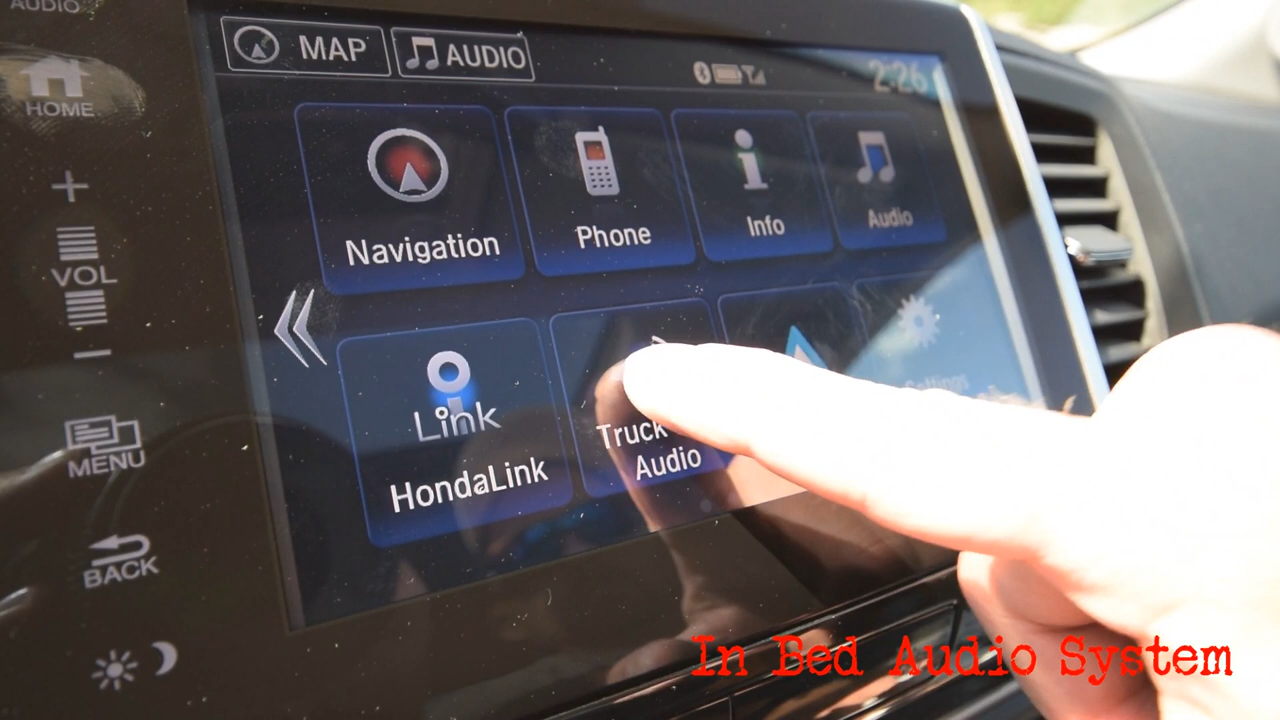 AUDIO
MAP
AUDIO
2:26
HOME
Navigation
Phone
Info
Audio
VOL
Link
HondaLink
Truck
Audio
Settings
MENU
BACK
In Bed Audio System